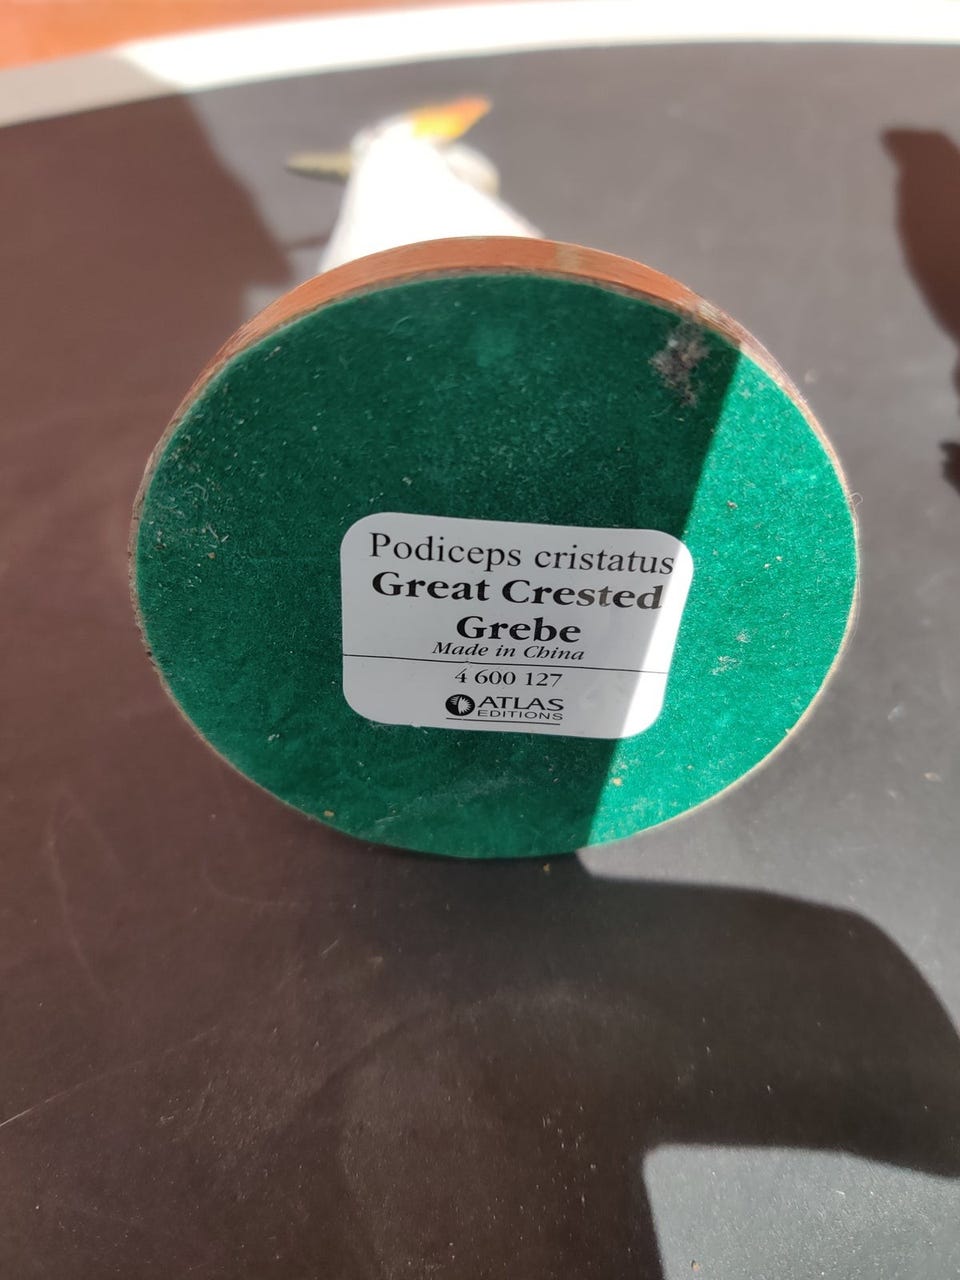 Podiceps cristatus
Great Crested
Grebe
Made in China
4 600 127
ATLAS
EDITIONS